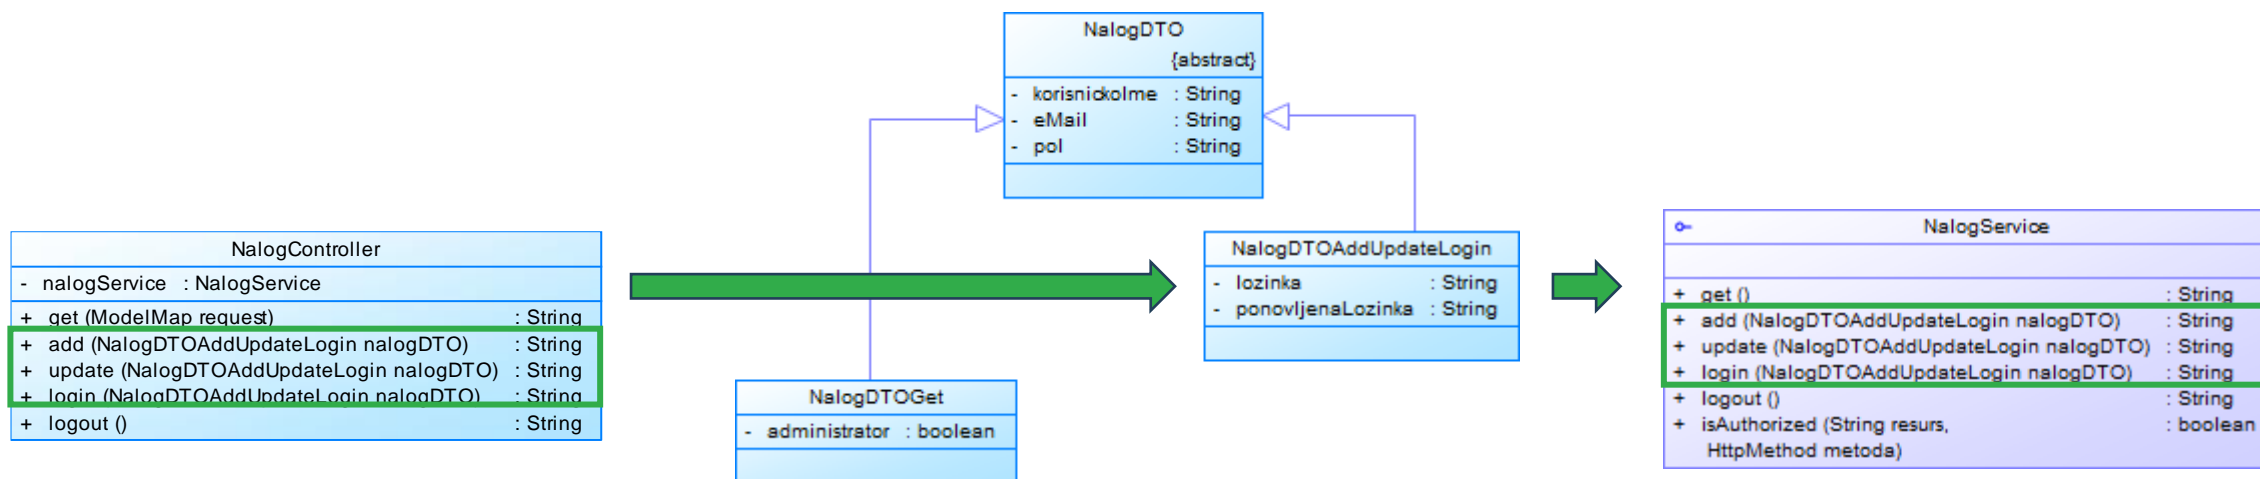 NalogDTO
{abstract}
- korisnickoIme : String
- eMail : String
- pol : String
NalogController
- nalogService : NalogService
+ get (ModelMap request) : String
+ add (NalogDTOAddUpdateLogin nalogDTO) : String
+ update (NalogDTOAddUpdateLogin nalogDTO) : String
+ login (NalogDTOAddUpdateLogin nalogDTO) : String
+ logout () : String
NalogDTOGet
- administrator : boolean
NalogDTOAddUpdateLogin
- lozinka : String
- ponovljenaLozinka : String
NalogService
+ get () : String
+ add (NalogDTOAddUpdateLogin nalogDTO) : String
+ update (NalogDTOAddUpdateLogin nalogDTO) : String
+ login (NalogDTOAddUpdateLogin nalogDTO) : String
+ logout () : String
+ isAuthorized (String resurs, : boolean
HttpMethod metoda)